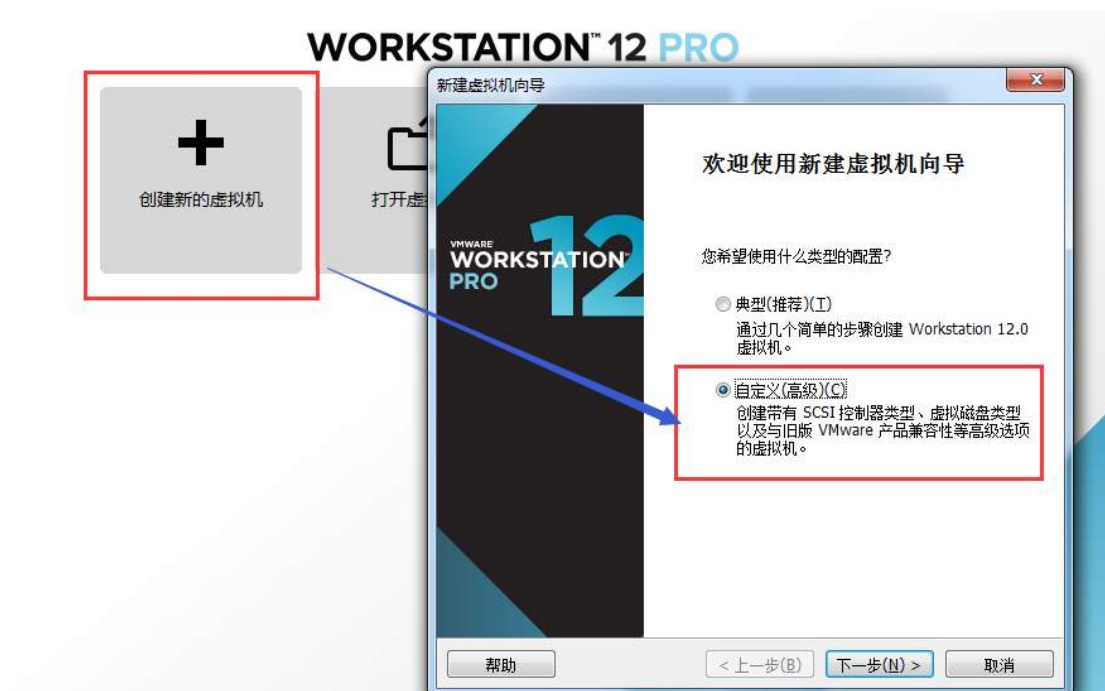 WORKSTATION™ 12 PRO
创建新的虚拟机
打开虚
新建虚拟机向导
欢迎使用新建虚拟机向导
VMWARE
WORKSTATION™
PRO
12
您希望使用什么类型的配置?
典型(推荐)(T)
通过几个简单的步骤创建 Workstation 12.0
虚拟机。
自定义(高级)(C)
创建带有 SCSI 控制器类型、虚拟磁盘类型
以及与旧版 VMware 产品兼容性等高级选项
的虚拟机。
帮助
< 上一步(B)
下一步(N) >
取消